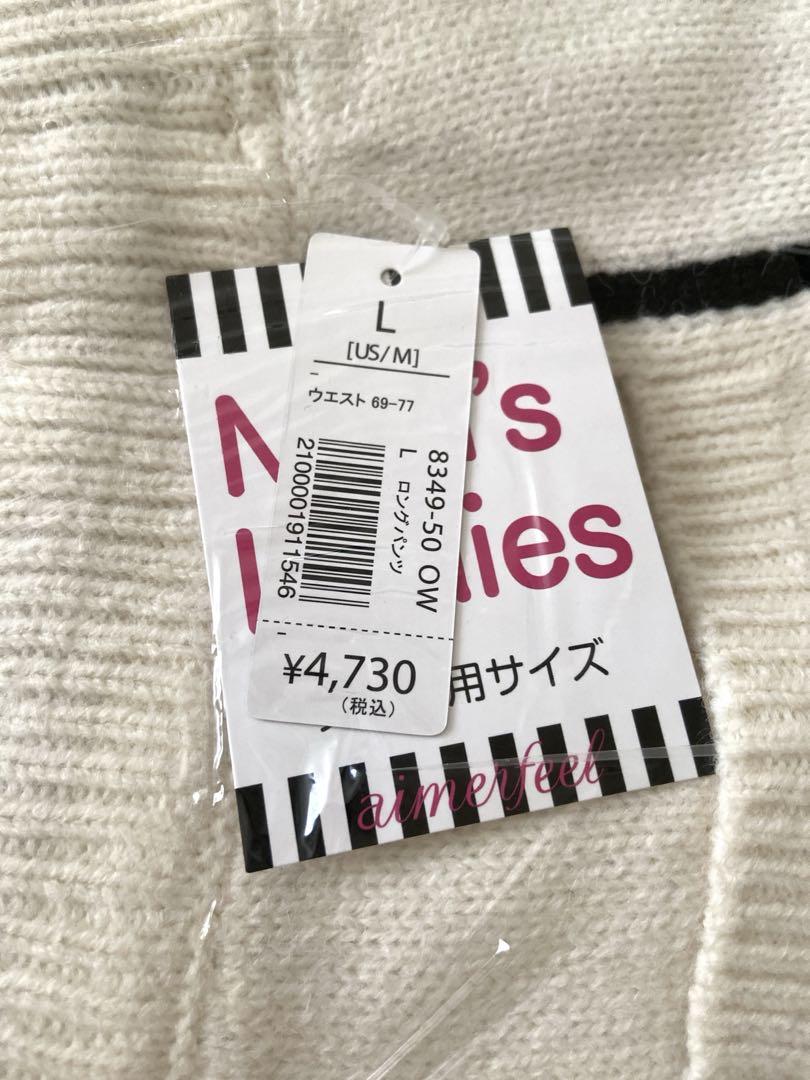 L
[US/M]
ウエスト 69-77
8349-50 OW
L ロングパンツ
2100001911546
¥4,730
(税込)
用サイズ
aimerfeel